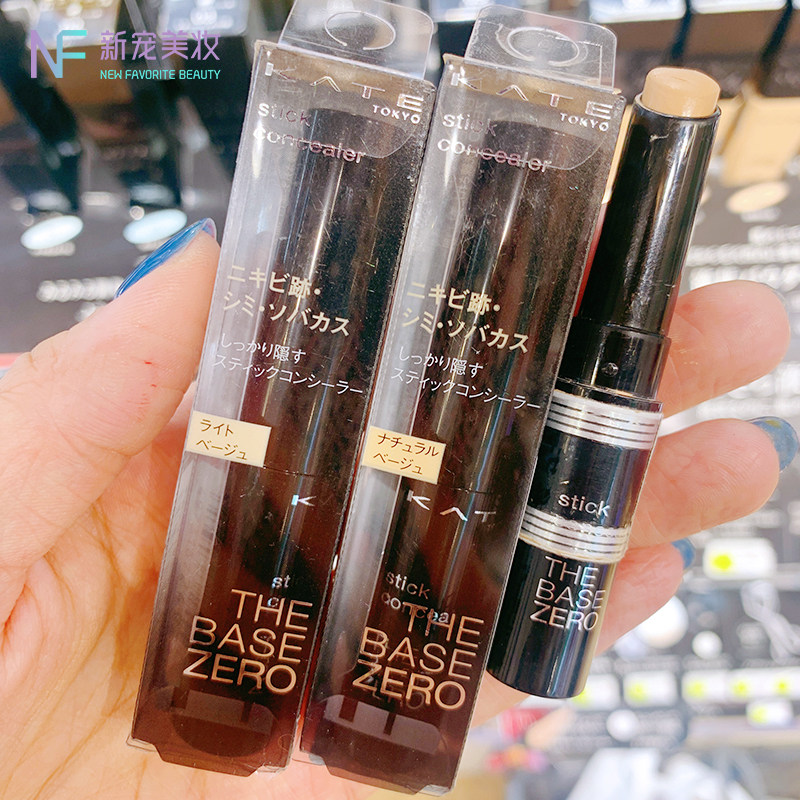 NF 新宠美妆
NEW FAVORITE BEAUTY
KATE
TOKYO
stick
concealer
ニキビ跡・
シミ・ソバカス
しっかり隠す
スティックコンシーラー
ライト
ベージュ
K
st
c
THE
BASE
ZERO
KATE
TOKYO
stick
concealer
ニキビ跡・
シミ・ソバカス
しっかり隠す
スティックコンシーラー
ナチュラル
ベージュ
KAT
stick
concea
THE
BASE
ZERO
stick
THE
BASE
ZERO